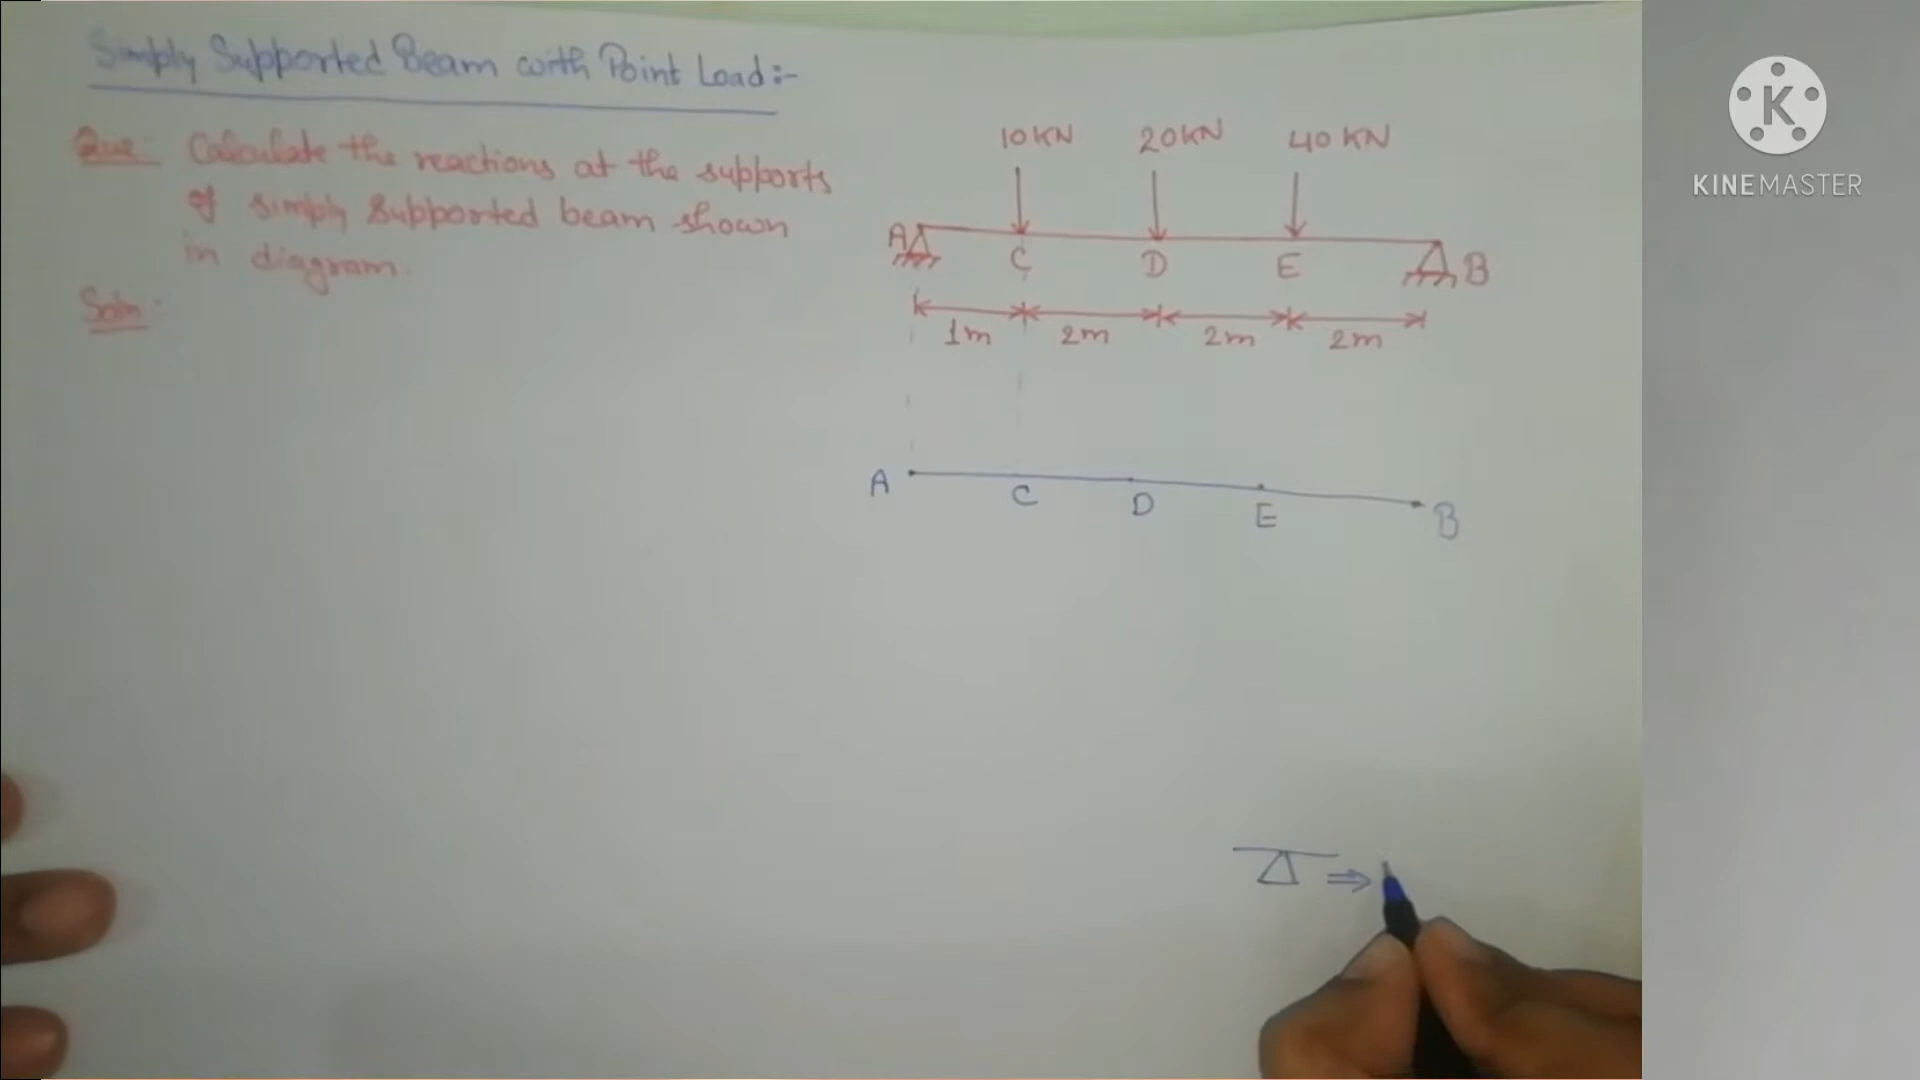 Simply Supported Beam with Point Load:-
Que: Calculate the reactions at the supports
of simply supported beam shown
in diagram.
Soln:
10KN 20KN 40KN
A C D E B
1m 2m 2m 2m
A C D E B
K
KINEMASTER